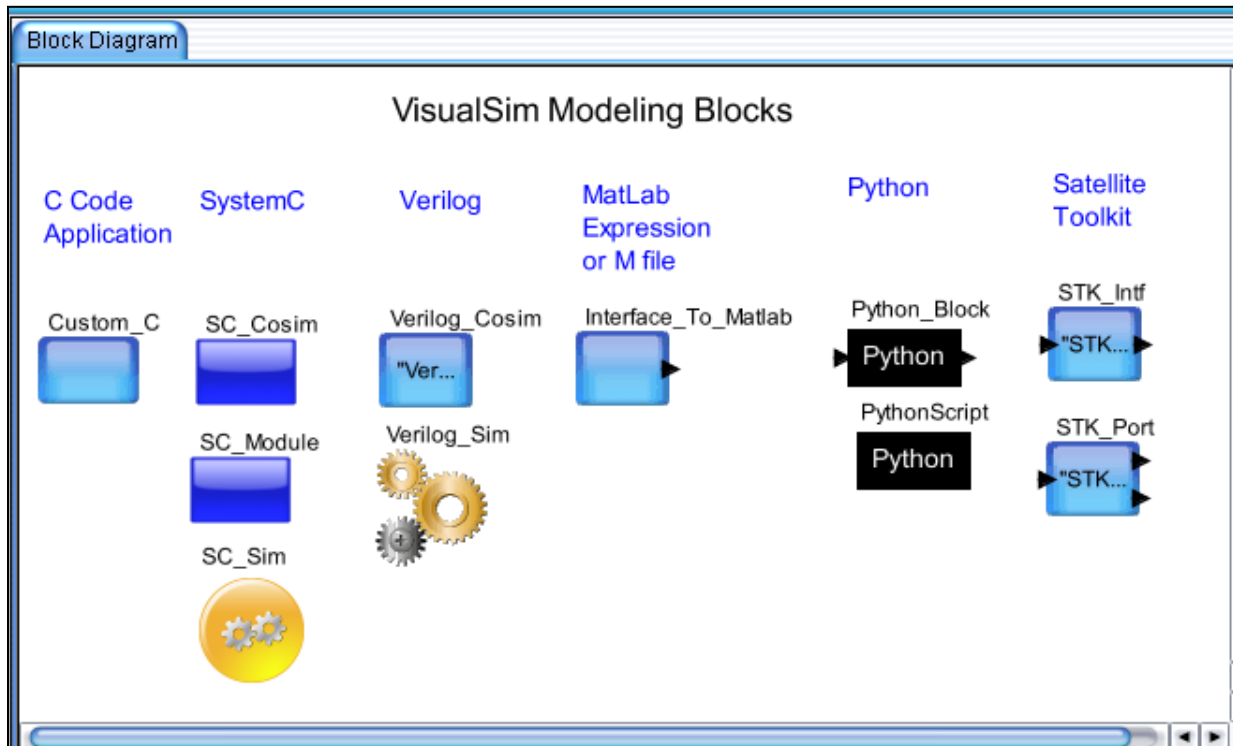 Block Diagram
VisualSim Modeling Blocks
C Code
Application
SystemC
Verilog
MatLab
Expression
or M file
Python
Satellite
Toolkit
Custom_C
SC_Cosim
Verilog_Cosim
"Ver...
Interface_To_Matlab
Python_Block
Python
STK_Intf
"STK...
SC_Module
Verilog_Sim
PythonScript
Python
STK_Port
"STK...
SC_Sim